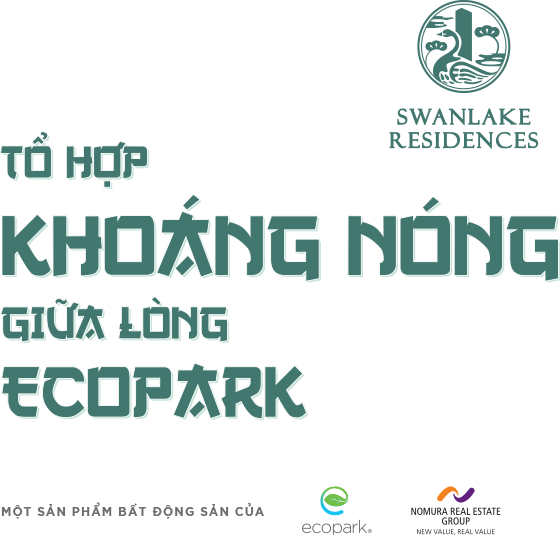 SWANLAKE
RESIDENCES
TỔ HỢP
KHOÁNG NÓNG
GIỮA LÒNG
ECOPARK
MỘT SẢN PHẨM BẤT ĐỘNG SẢN CỦA
ecopark®
NOMURA REAL ESTATE
GROUP
NEW VALUE, REAL VALUE